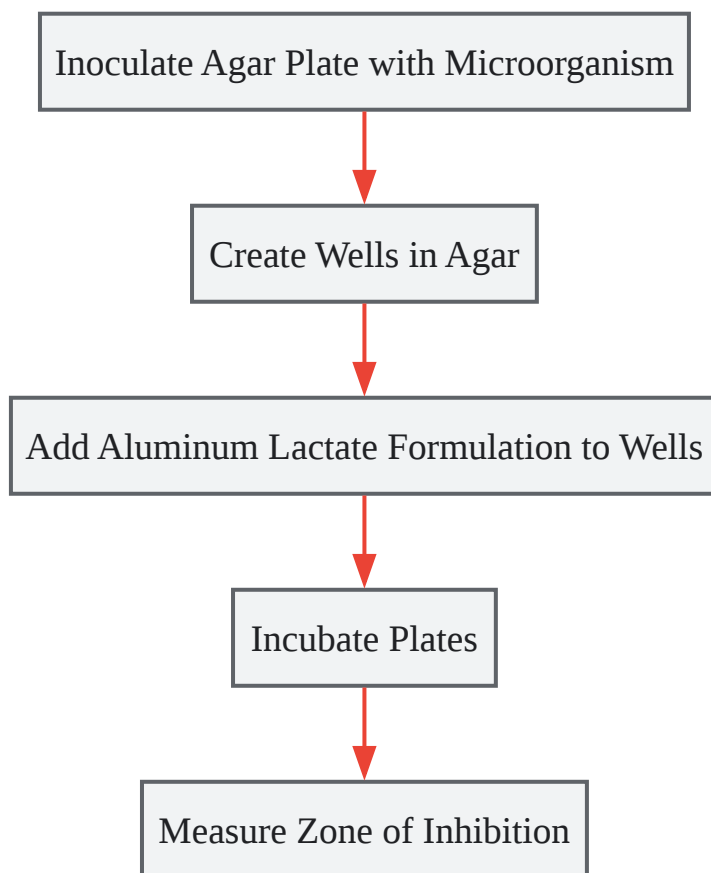 Inoculate Agar Plate with Microorganism
Create Wells in Agar
Add Aluminum Lactate Formulation to Wells
Incubate Plates
Measure Zone of Inhibition